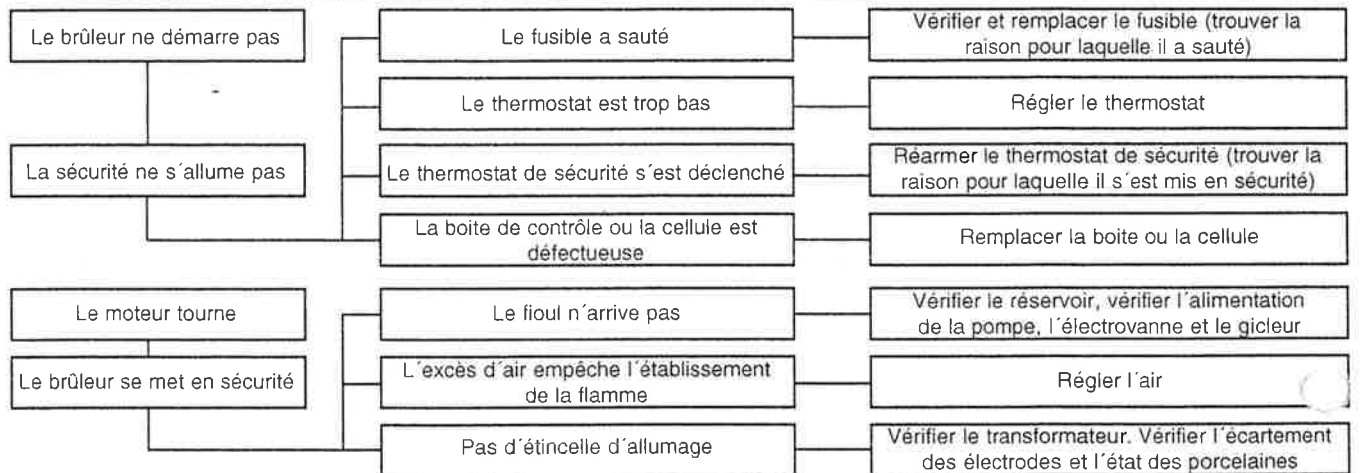 Le brûleur ne démarre pas
Le fusible a sauté
Vérifier et remplacer le fusible (trouver la
raison pour laquelle il a sauté)
Le thermostat est trop bas
Régler le thermostat
La sécurité ne s´allume pas
Le thermostat de sécurité s´est déclenché
Réarmer le thermostat de sécurité (trouver la
raison pour laquelle il s´est mis en sécurité)
La boite de contrôle ou la cellule est
défectueuse
Remplacer la boite ou la cellule
Le moteur tourne
Le fioul n´arrive pas
Vérifier le réservoir, vérifier l´alimentation
de la pompe, l´électrovanne et le gicleur
Le brûleur se met en sécurité
L´excès d´air empêche l´établissement
de la flamme
Régler l´air
Pas d´étincelle d´allumage
Vérifier le transformateur. Vérifier l´écartement
des électrodes et l´état des porcelaines